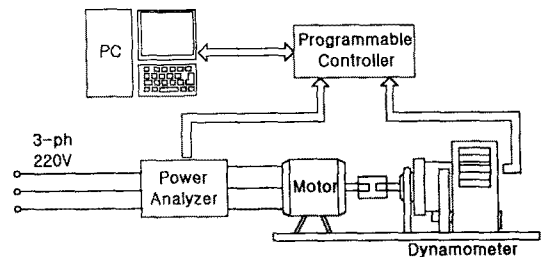 PC
Programmable
Controller
3-ph
220V
Power
Analyzer
Motor
Dynamometer